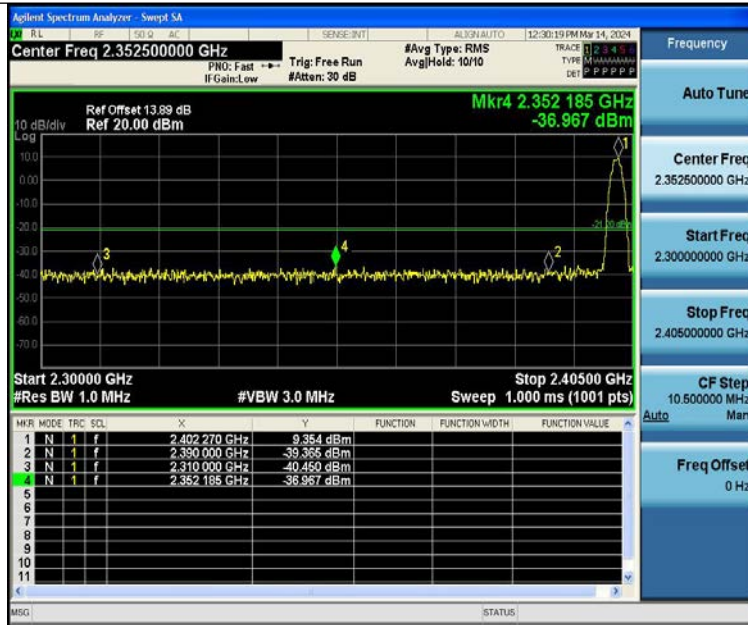 Agilent Spectrum Analyzer - Swept SA
RL RF 50 Ω AC SENSE:INT ALIGNAUTO 12:30:19 PM Mar 14, 2024
Center Freq 2.352500000 GHz
PNO: Fast
IFGain:Low
Trig: Free Run
#Atten: 30 dB
#Avg Type: RMS
Avg|Hold: 10/10
TRACE 1 2 3 4 5 6
TYPE M
DET P P P P P P
Ref Offset 13.89 dB
Ref 20.00 dBm
Mkr4 2.352 185 GHz
-36.967 dBm
10 dB/div
Log
10.0
0.00
-10.0
-20.0
-30.0
-40.0
-50.0
-60.0
-70.0
-21.20 dBm
1
2
3
4
Start 2.30000 GHz Stop 2.40500 GHz
#Res BW 1.0 MHz #VBW 3.0 MHz Sweep 1.000 ms (1001 pts)
MKR MODE TRC SCL X Y FUNCTION FUNCTION WIDTH FUNCTION VALUE
1 N 1 f 2.402 270 GHz 9.354 dBm
2 N 1 f 2.390 000 GHz -39.365 dBm
3 N 1 f 2.310 000 GHz -40.450 dBm
4 N 1 f 2.352 185 GHz -36.967 dBm
5
6
7
8
9
10
11
MSG STATUS
Frequency
Auto Tune
Center Freq
2.352500000 GHz
Start Freq
2.300000000 GHz
Stop Freq
2.405000000 GHz
CF Step
10.500000 MHz
Auto Man
Freq Offset
0 Hz